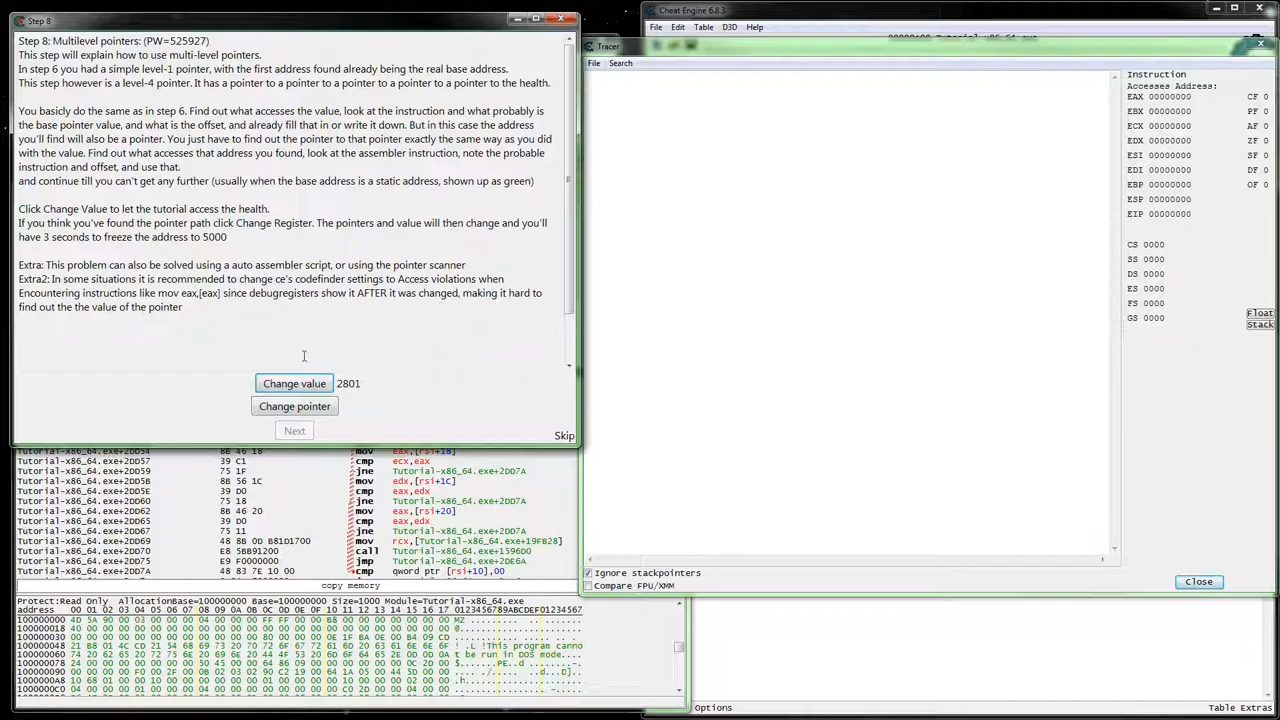 Step 8
Step 8: Multilevel pointers: (PW=525927)
This step will explain how to use multi-level pointers.
In step 6 you had a simple level-1 pointer, with the first address found already being the real base address.
This step however is a level-4 pointer. It has a pointer to a pointer to a pointer to a pointer to a pointer to the health.
You basicly do the same as in step 6. Find out what accesses the value, look at the instruction and what probably is
the base pointer value, and what is the offset, and already fill that in or write it down. But in this case the address
you'll find will also be a pointer. You just have to find out the pointer to that pointer exactly the same way as you did
with the value. Find out what accesses that address you found, look at the assembler instruction, note the probable
instruction and offset, and use that.
and continue till you can't get any further (usually when the base address is a static address, shown up as green)
Click Change Value to let the tutorial access the health.
If you think you've found the pointer path click Change Register. The pointers and value will then change and you'll
have 3 seconds to freeze the address to 5000
Extra: This problem can also be solved using a auto assembler script, or using the pointer scanner
Extra2: In some situations it is recommended to change ce's codefinder settings to Access violations when
Encountering instructions like mov eax,[eax] since debugregisters show it AFTER it was changed, making it hard to
find out the the value of the pointer
Change value 2801
Change pointer
Next
Skip
Cheat Engine 6.8.3
File Edit Table D3D Help
Tracer
File Search
Instruction
Accesses Address:
EAX 00000000 CF 0
EBX 00000000 PF 0
ECX 00000000 AF 0
EDX 00000000 ZF 0
ESI 00000000 SF 0
EDI 00000000 DF 0
EBP 00000000 OF 0
ESP 00000000
EIP 00000000
CS 0000
SS 0000
DS 0000
ES 0000
FS 0000
GS 0000
Float
Stack
Ignore stackpointers
Compare FPU/XMM
Close
Tutorial-x86_64.exe+2DD54 8B 46 18 mov eax,[rsi+18]
Tutorial-x86_64.exe+2DD57 39 C1 cmp ecx,eax
Tutorial-x86_64.exe+2DD59 75 1F jne Tutorial-x86_64.exe+2DD7A
Tutorial-x86_64.exe+2DD5B 8B 56 1C mov edx,[rsi+1C]
Tutorial-x86_64.exe+2DD5E 39 D0 cmp eax,edx
Tutorial-x86_64.exe+2DD60 75 18 jne Tutorial-x86_64.exe+2DD7A
Tutorial-x86_64.exe+2DD62 8B 46 20 mov eax,[rsi+20]
Tutorial-x86_64.exe+2DD65 39 D0 cmp eax,edx
Tutorial-x86_64.exe+2DD67 75 11 jne Tutorial-x86_64.exe+2DD7A
Tutorial-x86_64.exe+2DD69 48 8B 0D B81D1700 mov rcx,[Tutorial-x86_64.exe+19FB28]
Tutorial-x86_64.exe+2DD70 E8 5BB91200 call Tutorial-x86_64.exe+1596D0
Tutorial-x86_64.exe+2DD75 E9 F0000000 jmp Tutorial-x86_64.exe+2DE6A
Tutorial-x86_64.exe+2DD7A 48 83 7E 10 00 cmp qword ptr [rsi+10],00
copy memory
Protect:Read Only AllocationBase=100000000 Base=100000000 Size=1000 Module=Tutorial-x86_64.exe
address 00 01 02 03 04 05 06 07 08 09 0A 0B 0C 0D 0E 0F 10 11 12 13 14 15 16 17 0123456789ABCDEF01234567
Options
Table Extras